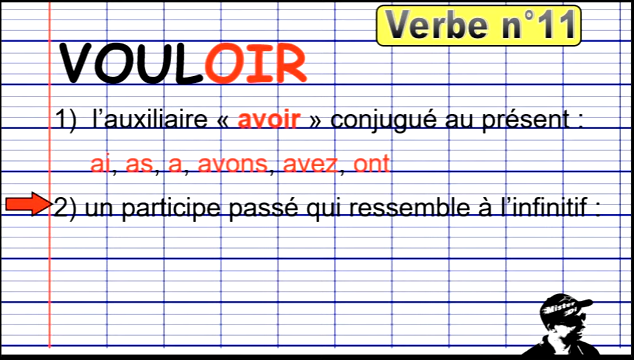 Verbe n°11
VOULOIR
1) l’auxiliaire « avoir » conjugué au présent :
ai, as, a, avons, avez, ont
2) un participe passé qui ressemble à l’infinitif :